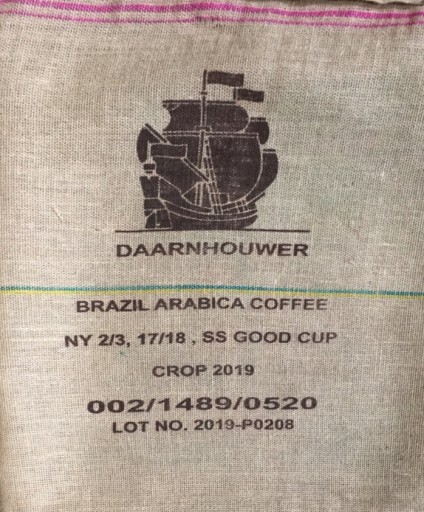 DAARNHOUWER
BRAZIL ARABICA COFFEE
NY 2/3, 17/18 , SS GOOD CUP
CROP 2019
002/1489/0520
LOT NO. 2019-P0208